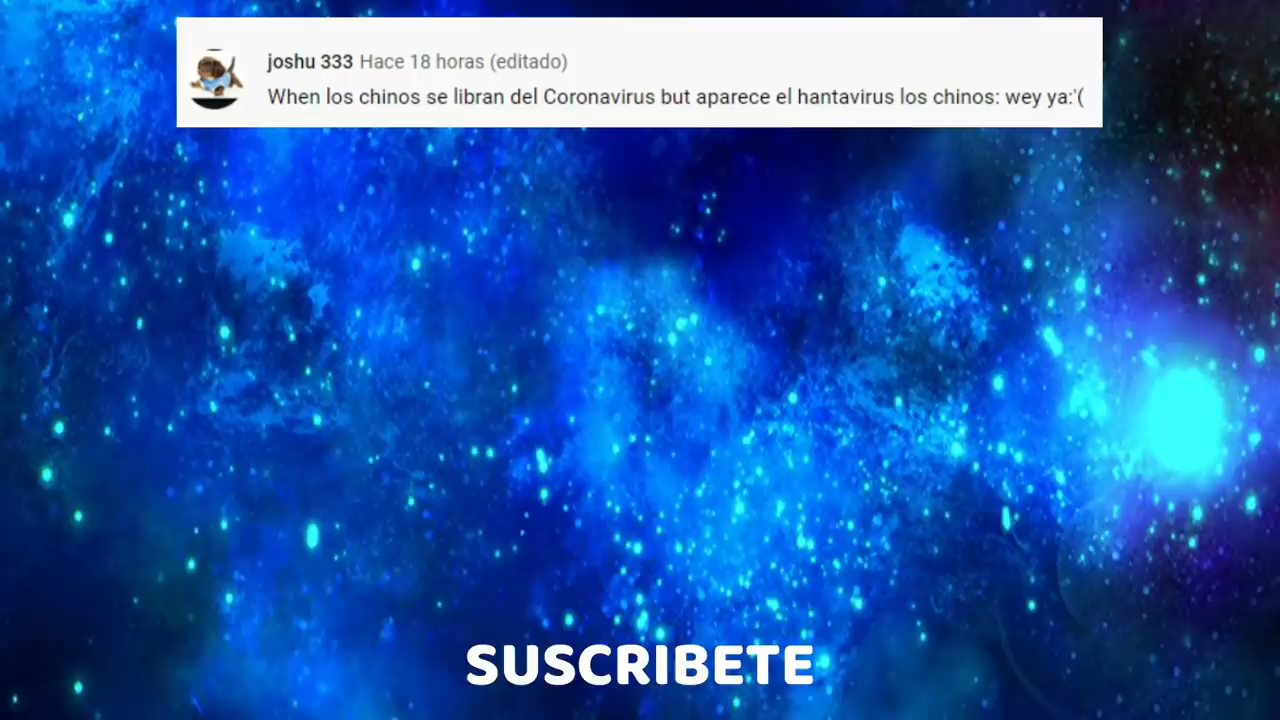 joshu 333 Hace 18 horas (editado)
When los chinos se libran del Coronavirus but aparece el hantavirus los chinos: wey ya:'(
SUSCRIBETE